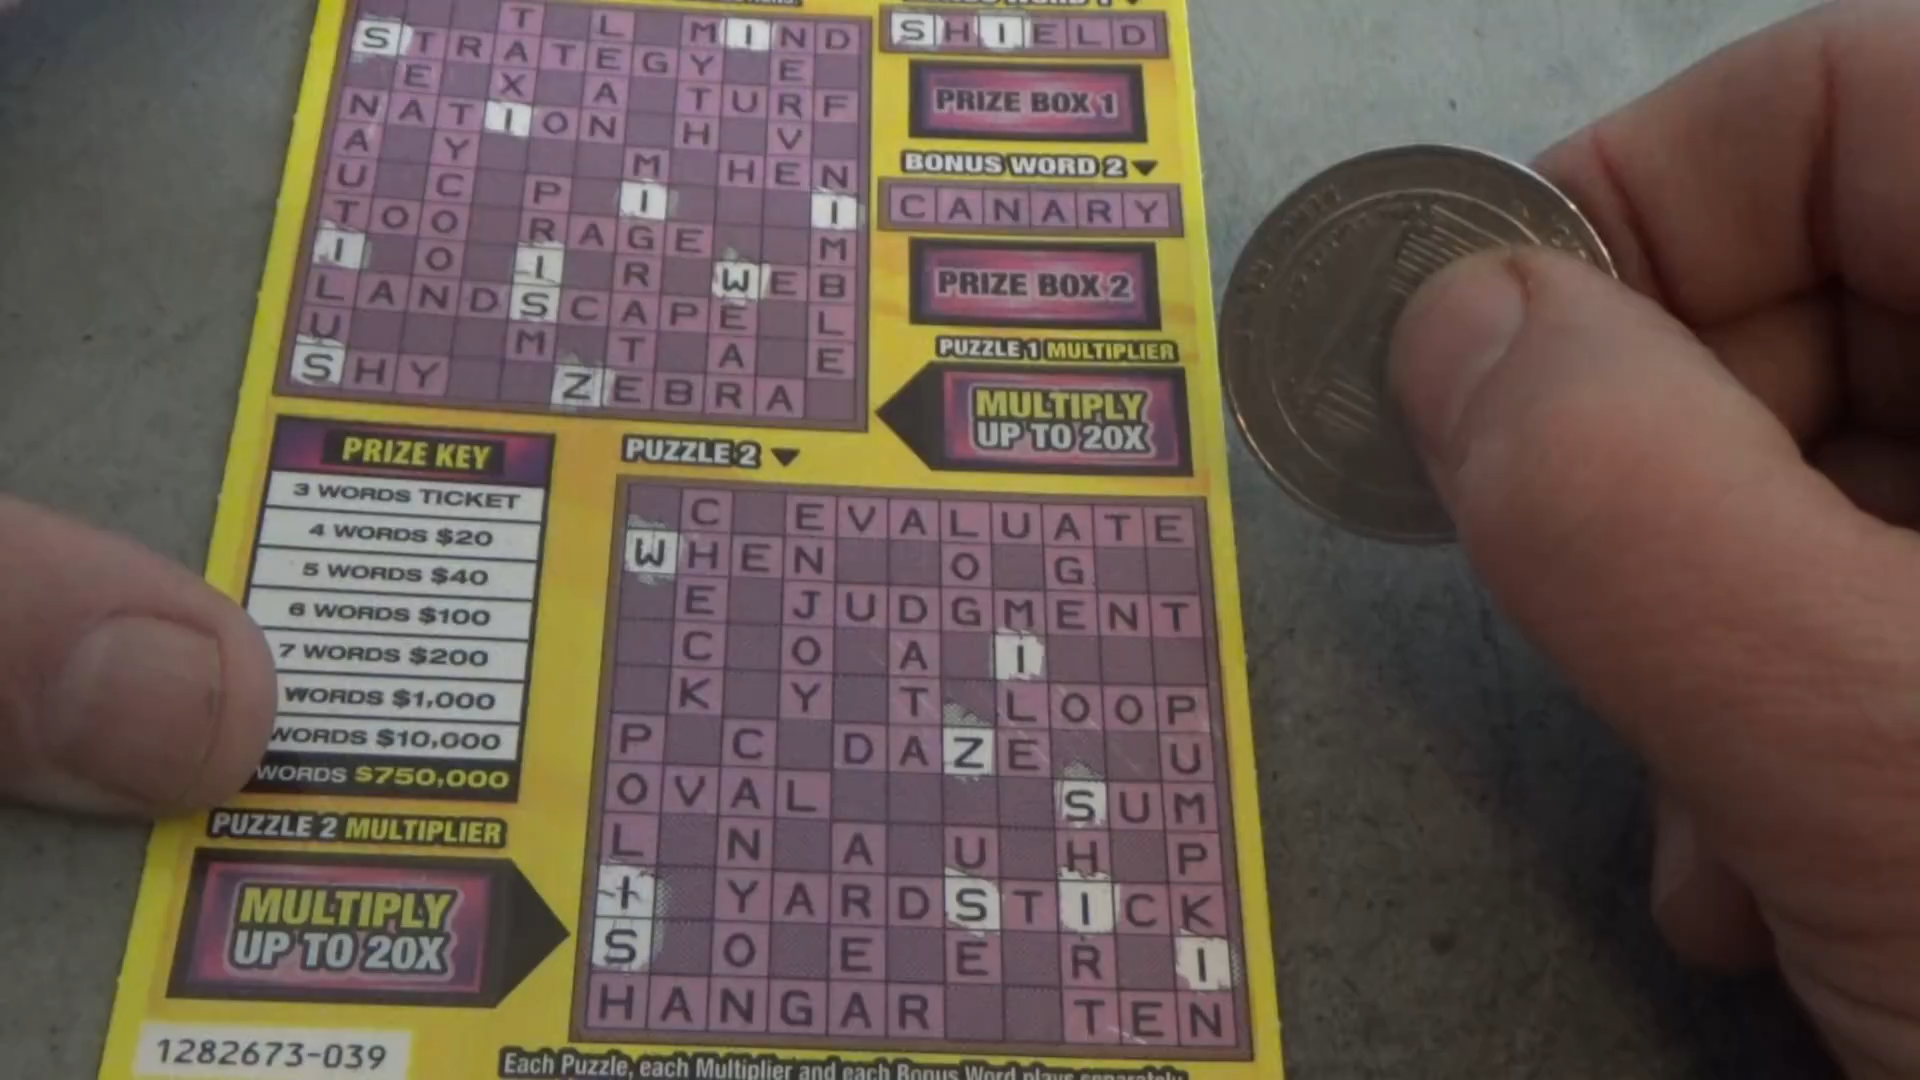 T L M I N D
S T R A T E G Y E
E X A T U R F
N A T I O N H V
A Y M H E N
U C P I I
T O O R A G E M
I O I R W E B
L A N D S C A P E L
U M T A E
S H Y Z E B R A
SHIELD
PRIZE BOX 1
BONUS WORD 2
CANARY
PRIZE BOX 2
PUZZLE 1 MULTIPLIER
MULTIPLY
UP TO 20X
PRIZE KEY
3 WORDS TICKET
4 WORDS $20
5 WORDS $40
6 WORDS $100
7 WORDS $200
WORDS $1,000
WORDS $10,000
WORDS $750,000
PUZZLE 2 MULTIPLIER
MULTIPLY
UP TO 20X
1282673-039
PUZZLE 2
C E V A L U A T E
W H E N O G
E J U D G M E N T
C O A I
K Y T L O O P
P C D A Z E U
O V A L S U M
L N A U H P
I Y A R D S T I C K
S O E E R I
H A N G A R T E N
Each Puzzle, each Multiplier and each Bonus Word plays separately